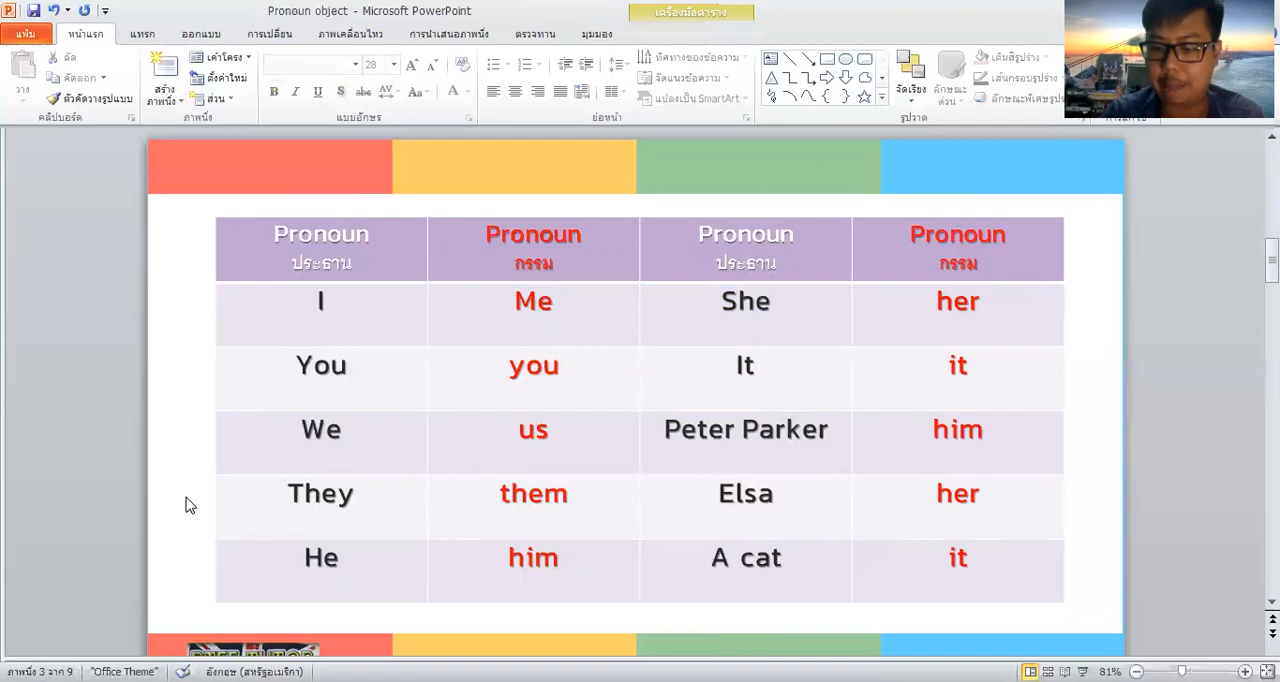 Pronoun object - Microsoft PowerPoint
เครื่องมือตาราง
แฟ้ม หน้าแรก แทรก ออกแบบ การเปลี่ยน ภาพเคลื่อนไหว การนำเสนอภาพนิ่ง ตรวจทาน มุมมอง
วาง
ตัด
คัดลอก
ตัวคัดวางรูปแบบ
คลิปบอร์ด
สร้าง
ภาพนิ่ง
เค้าโครง
ตั้งค่าใหม่
ส่วน
ภาพนิ่ง
28
B I U S abc AV Aa A
แบบอักษร
ทิศทางของข้อความ
จัดแนวข้อความ
แปลงเป็น SmartArt
ย่อหน้า
จัดเรียง
ลักษณะ
ด่วน
เติมสีรูปร่าง
เส้นกรอบรูปร่าง
ลักษณะพิเศษรูป
รูปวาด
Pronoun Pronoun Pronoun Pronoun
ประธาน กรรม ประธาน กรรม
I Me She her
You you It it
We us Peter Parker him
They them Elsa her
He him A cat it
ภาพนิ่ง 3 จาก 9 "Office Theme" อังกฤษ (สหรัฐอเมริกา) 81%